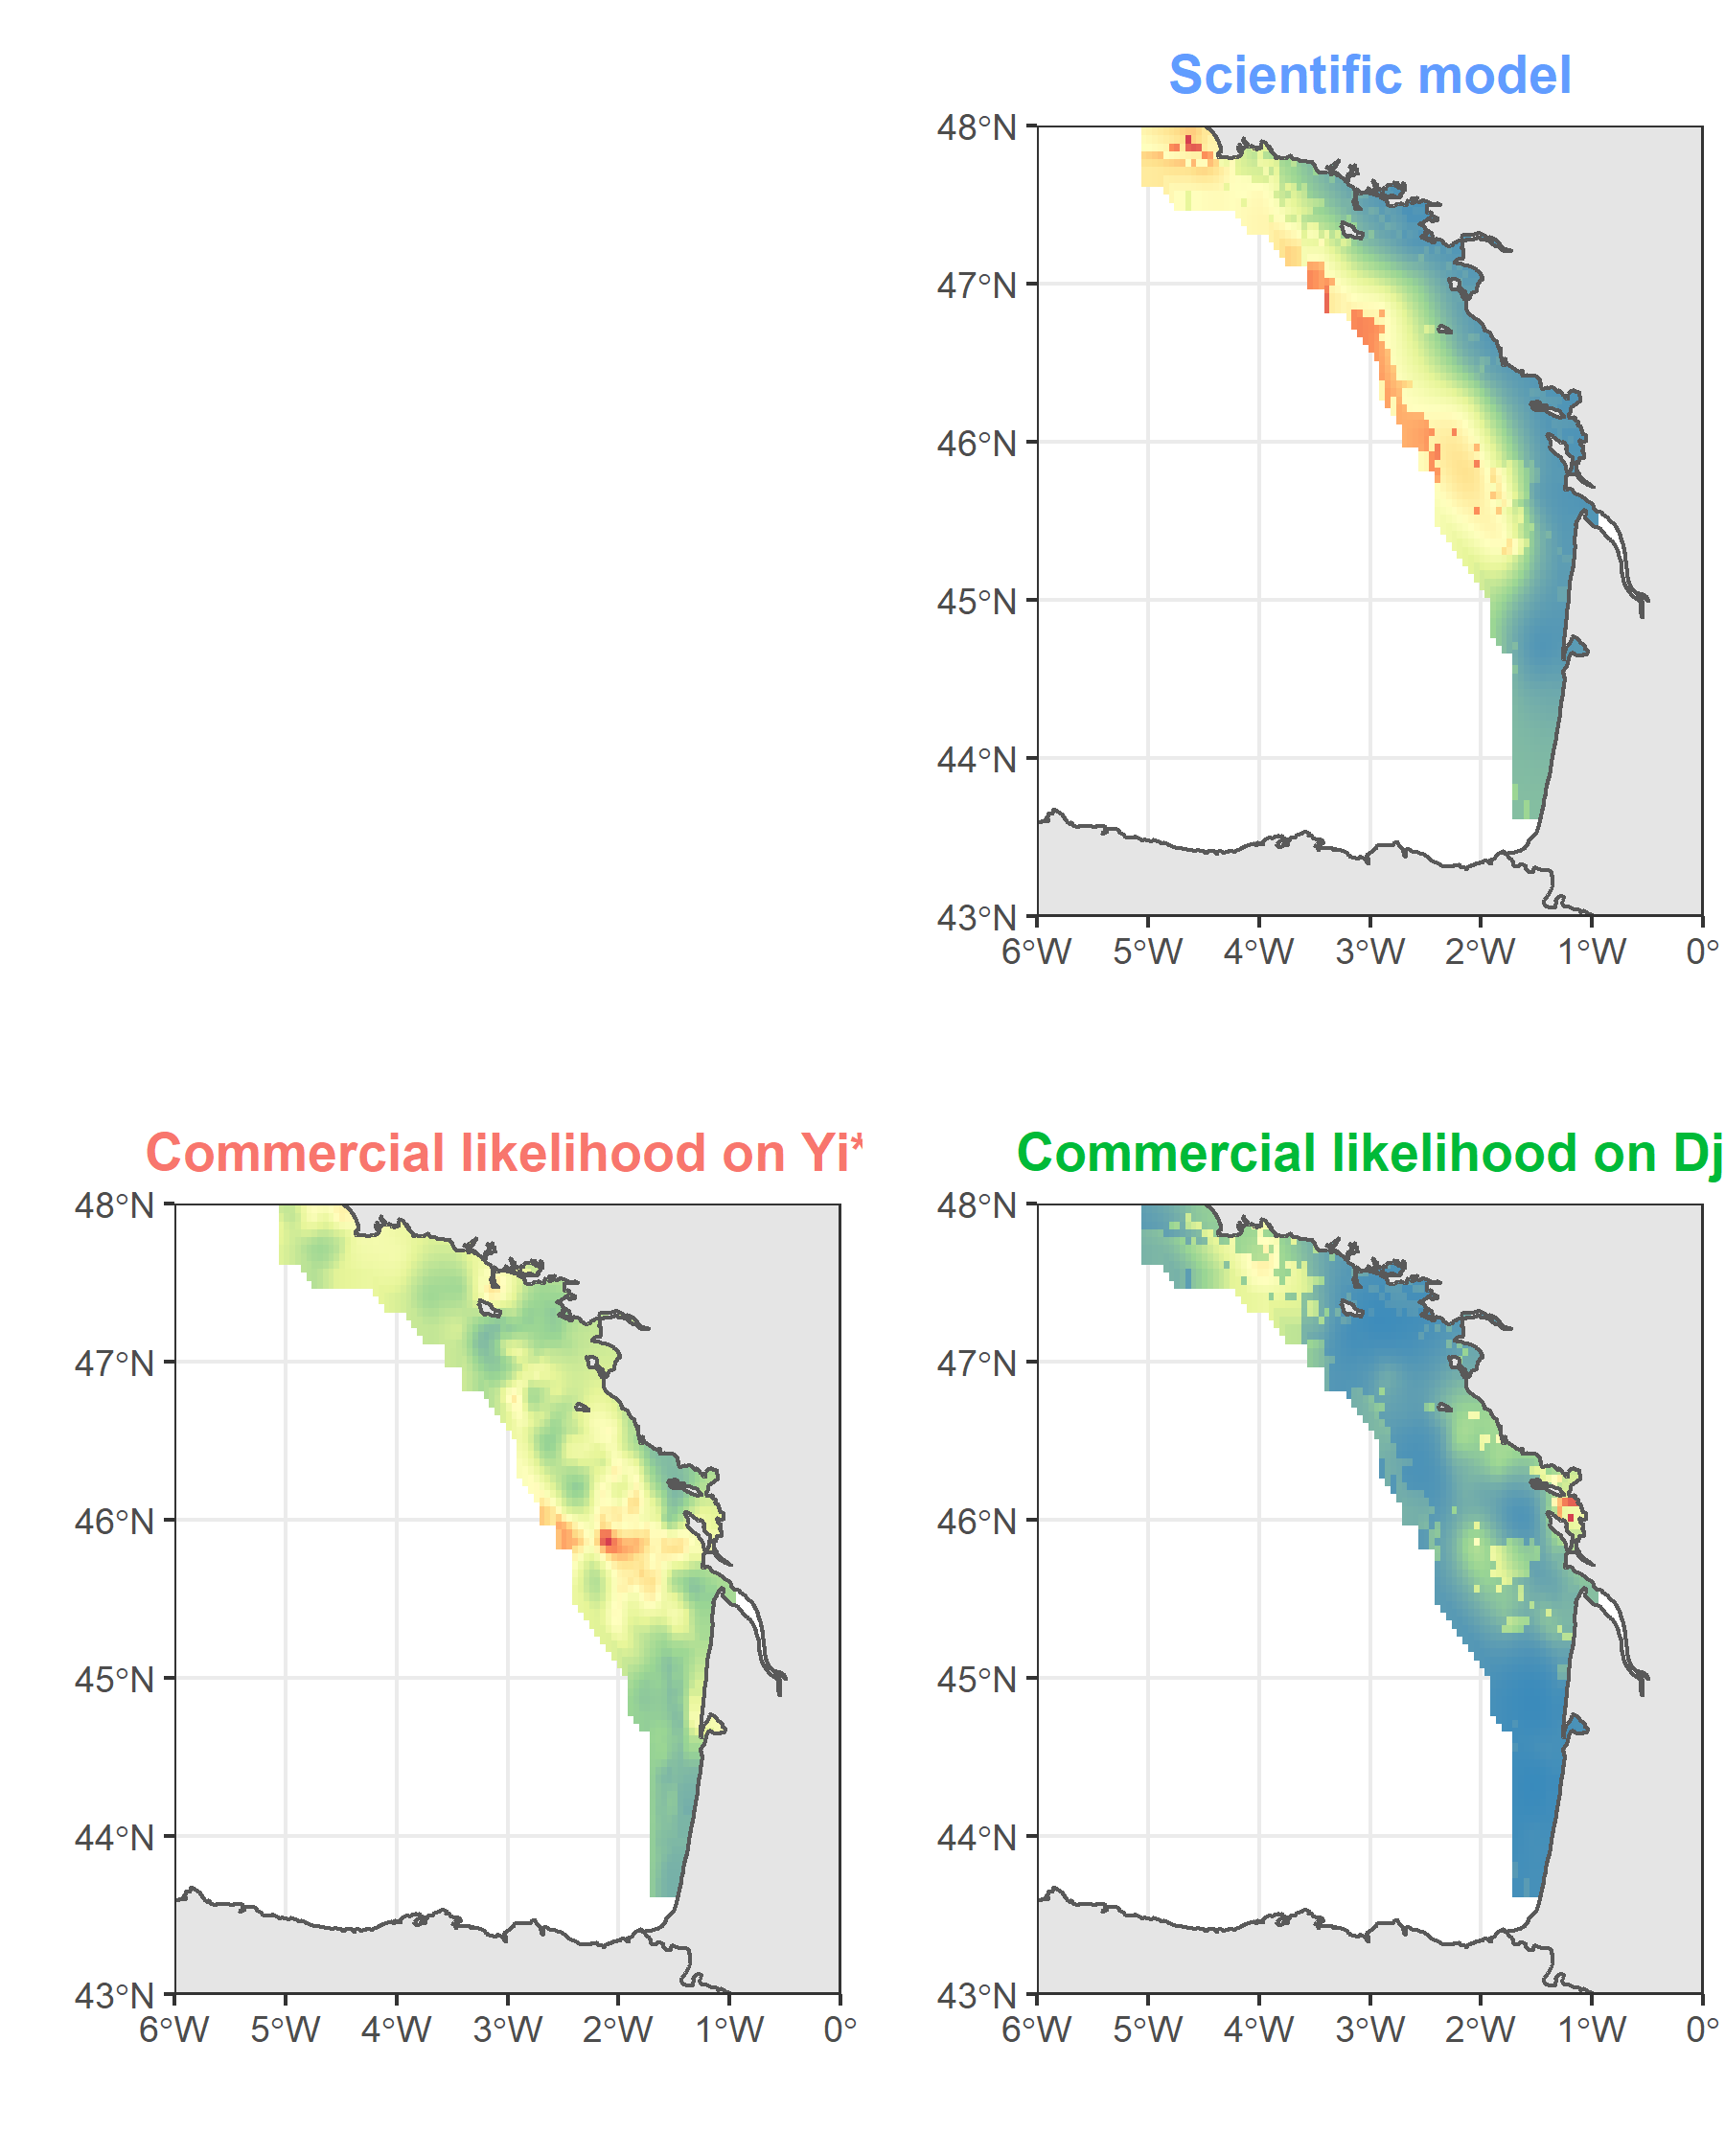 Scientific model
48°N
47°N
46°N
45°N
44°N
43°N
6°W 5°W 4°W 3°W 2°W 1°W 0°
Commercial likelihood on Yi* Commercial likelihood on Dj
48°N 48°N
47°N 47°N
46°N 46°N
45°N 45°N
44°N 44°N
43°N 43°N
6°W 5°W 4°W 3°W 2°W 1°W 0° 6°W 5°W 4°W 3°W 2°W 1°W 0°